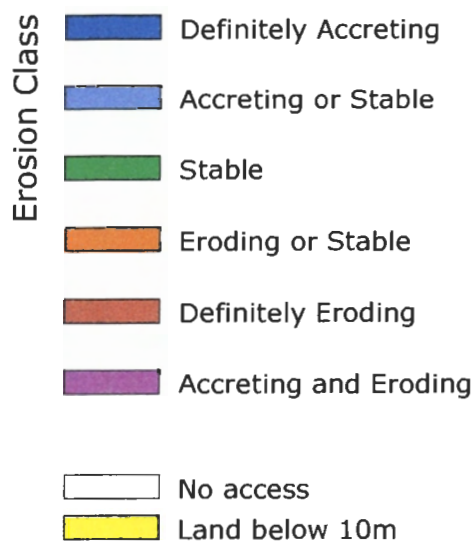 Erosion Class
Definitely Accreting
Accreting or Stable
Stable
Eroding or Stable
Definitely Eroding
Accreting and Eroding
No access
Land below 10m